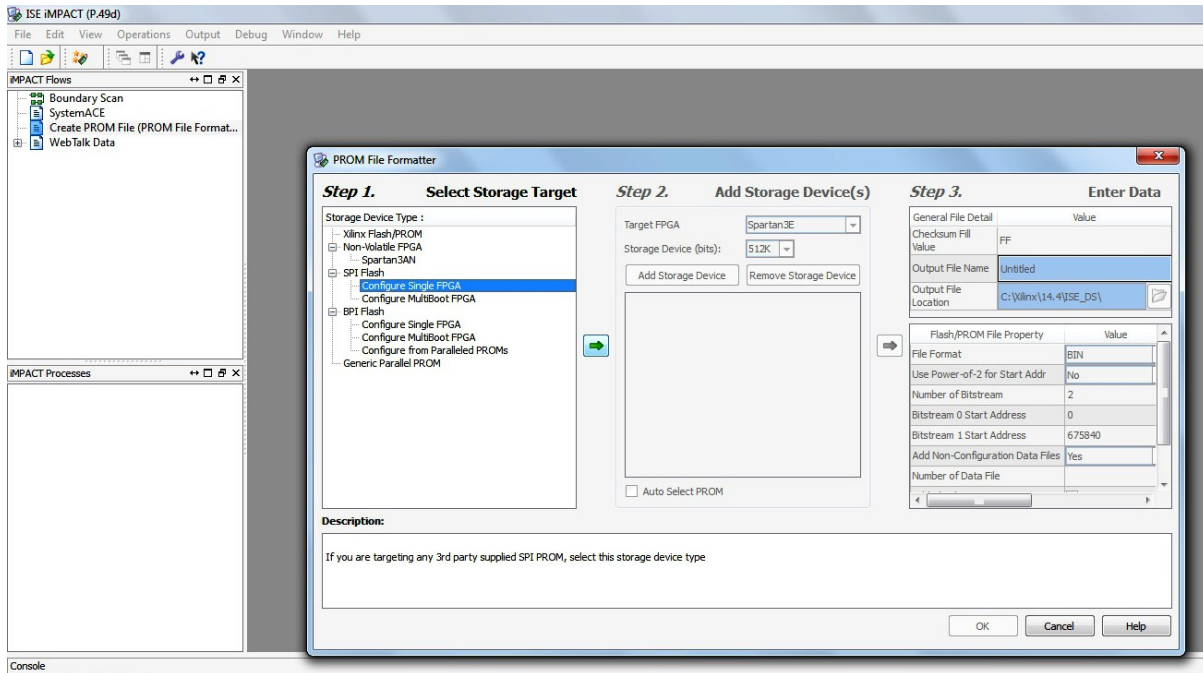 ISE iMPACT (P.49d)
File Edit View Operations Output Debug Window Help
iMPACT Flows
Boundary Scan
SystemACE
Create PROM File (PROM File Format...
WebTalk Data
iMPACT Processes
Console
PROM File Formatter
Step 1. Select Storage Target
Storage Device Type :
Xilinx Flash/PROM
Non-Volatile FPGA
Spartan3AN
SPI Flash
Configure Single FPGA
Configure MultiBoot FPGA
BPI Flash
Configure Single FPGA
Configure MultiBoot FPGA
Configure from Paralleled PROMs
Generic Parallel PROM
Step 2. Add Storage Device(s)
Target FPGA Spartan3E
Storage Device (bits): 512K
Add Storage Device Remove Storage Device
Auto Select PROM
Step 3. Enter Data
General File Detail Value
Checksum Fill
Value FF
Output File Name Untitled
Output File
Location C:\Xilinx\14.4\ISE_DS\
Flash/PROM File Property Value
File Format BIN
Use Power-of-2 for Start Addr No
Number of Bitstream 2
Bitstream 0 Start Address 0
Bitstream 1 Start Address 675840
Add Non-Configuration Data Files Yes
Number of Data File
Description:
If you are targeting any 3rd party supplied SPI PROM, select this storage device type
OK Cancel Help